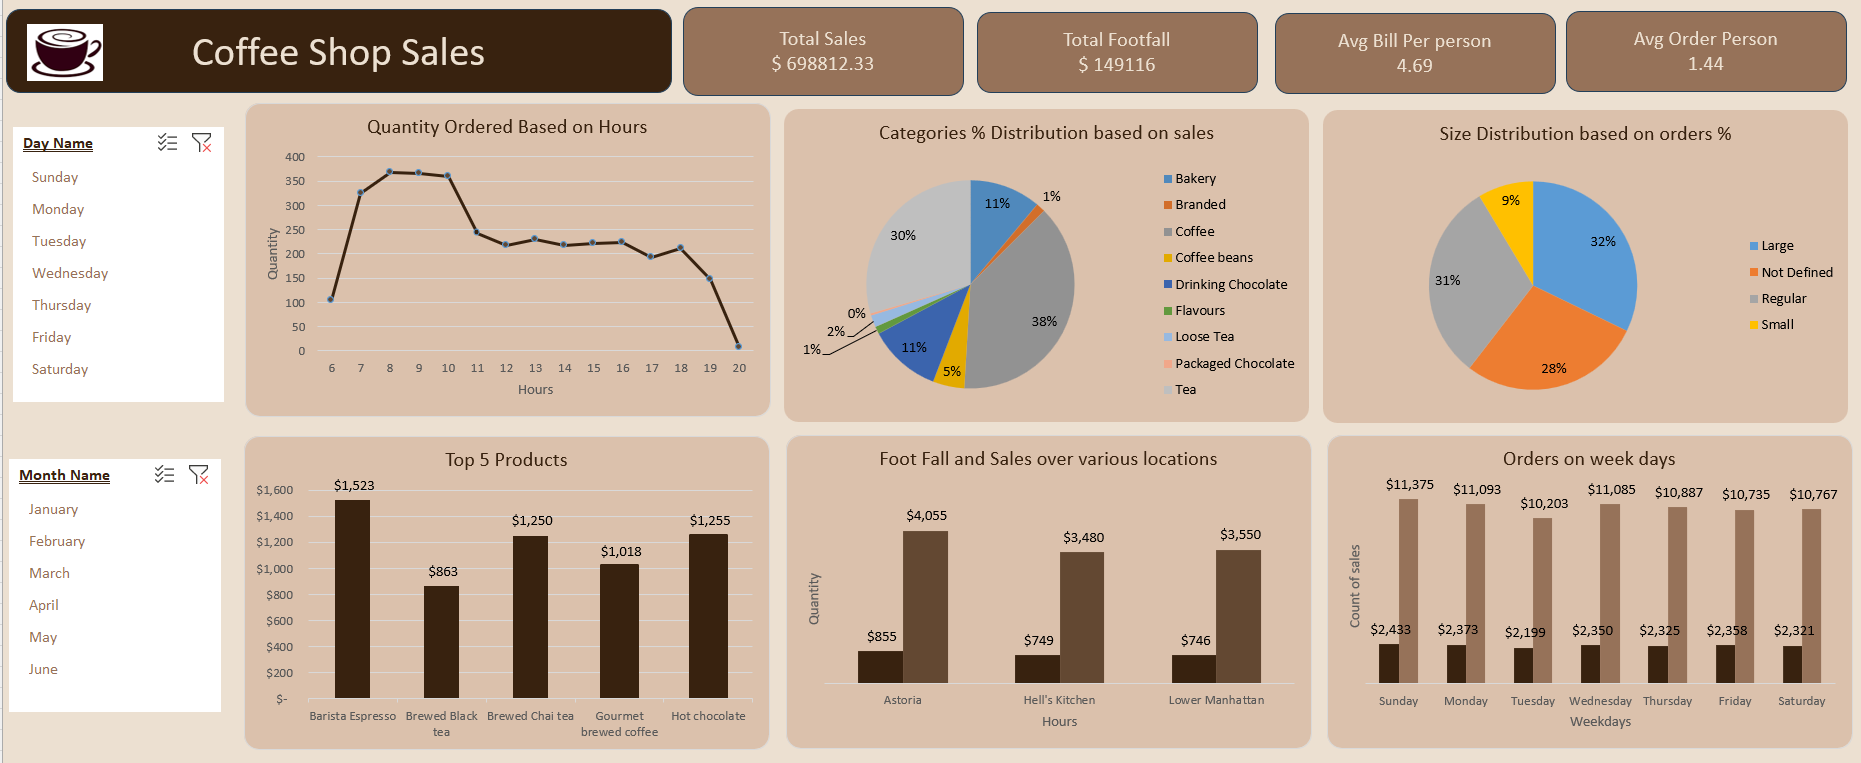 Coffee Shop Sales
Total Sales
$ 698812.33
Total Footfall
$ 149116
Avg Bill Per person
4.69
Avg Order Person
1.44
Day Name
Sunday
Monday
Tuesday
Wednesday
Thursday
Friday
Saturday
Month Name
January
February
March
April
May
June
Quantity Ordered Based on Hours
Quantity
400
350
300
250
200
150
100
50
0
6 7 8 9 10 11 12 13 14 15 16 17 18 19 20
Hours
Categories % Distribution based on sales
11%
1%
38%
5%
11%
1%
2%
0%
30%
Bakery
Branded
Coffee
Coffee beans
Drinking Chocolate
Flavours
Loose Tea
Packaged Chocolate
Tea
Size Distribution based on orders %
32%
28%
31%
9%
Large
Not Defined
Regular
Small
Top 5 Products
$1,600
$1,400
$1,200
$1,000
$800
$600
$400
$200
$-
$1,523
$863
$1,250
$1,018
$1,255
Barista Espresso
Brewed Black
tea
Brewed Chai tea
Gourmet
brewed coffee
Hot chocolate
Foot Fall and Sales over various locations
Quantity
$855
$4,055
$749
$3,480
$746
$3,550
Astoria
Hell's Kitchen
Lower Manhattan
Hours
Orders on week days
Count of sales
$11,375 $11,093 $10,203 $11,085 $10,887 $10,735 $10,767
$2,433 $2,373 $2,199 $2,350 $2,325 $2,358 $2,321
Sunday Monday Tuesday Wednesday Thursday Friday Saturday
Weekdays